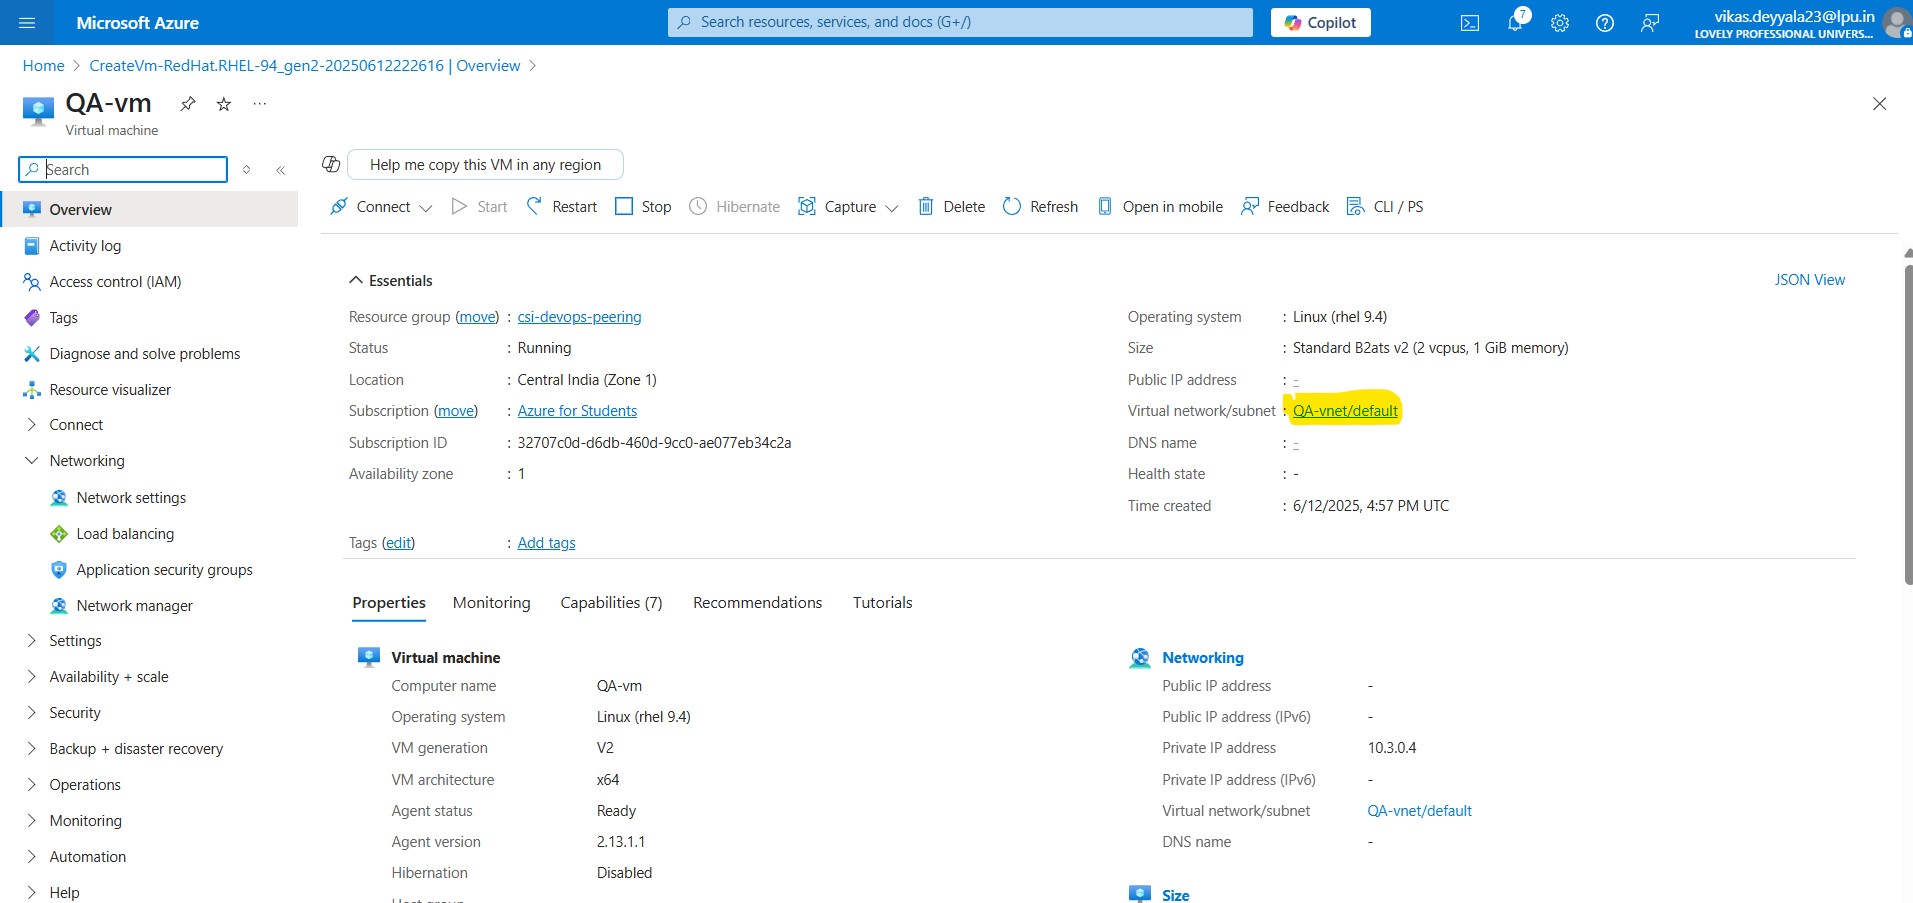 Microsoft Azure
Search resources, services, and docs (G+/)
Copilot
7
vikas.deyyala23@lpu.in
LOVELY PROFESSIONAL UNIVERS...
Home > CreateVm-RedHat.RHEL-94_gen2-20250612222616 | Overview >
QA-vm
Virtual machine
Search
Help me copy this VM in any region
Connect Start Restart Stop Hibernate Capture Delete Refresh Open in mobile Feedback CLI / PS
Overview
Activity log
Access control (IAM)
Tags
Diagnose and solve problems
Resource visualizer
Connect
Networking
Network settings
Load balancing
Application security groups
Network manager
Settings
Availability + scale
Security
Backup + disaster recovery
Operations
Monitoring
Automation
Help
Essentials
JSON View
Resource group (move) : csi-devops-peering
Status : Running
Location : Central India (Zone 1)
Subscription (move) : Azure for Students
Subscription ID : 32707c0d-d6db-460d-9cc0-ae077eb34c2a
Availability zone : 1
Operating system : Linux (rhel 9.4)
Size : Standard B2ats v2 (2 vcpus, 1 GiB memory)
Public IP address : -
Virtual network/subnet : QA-vnet/default
DNS name : -
Health state : -
Time created : 6/12/2025, 4:57 PM UTC
Tags (edit) : Add tags
Properties Monitoring Capabilities (7) Recommendations Tutorials
Virtual machine
Computer name QA-vm
Operating system Linux (rhel 9.4)
VM generation V2
VM architecture x64
Agent status Ready
Agent version 2.13.1.1
Hibernation Disabled
Host group
Networking
Public IP address -
Public IP address (IPv6) -
Private IP address 10.3.0.4
Private IP address (IPv6) -
Virtual network/subnet QA-vnet/default
DNS name -
Size